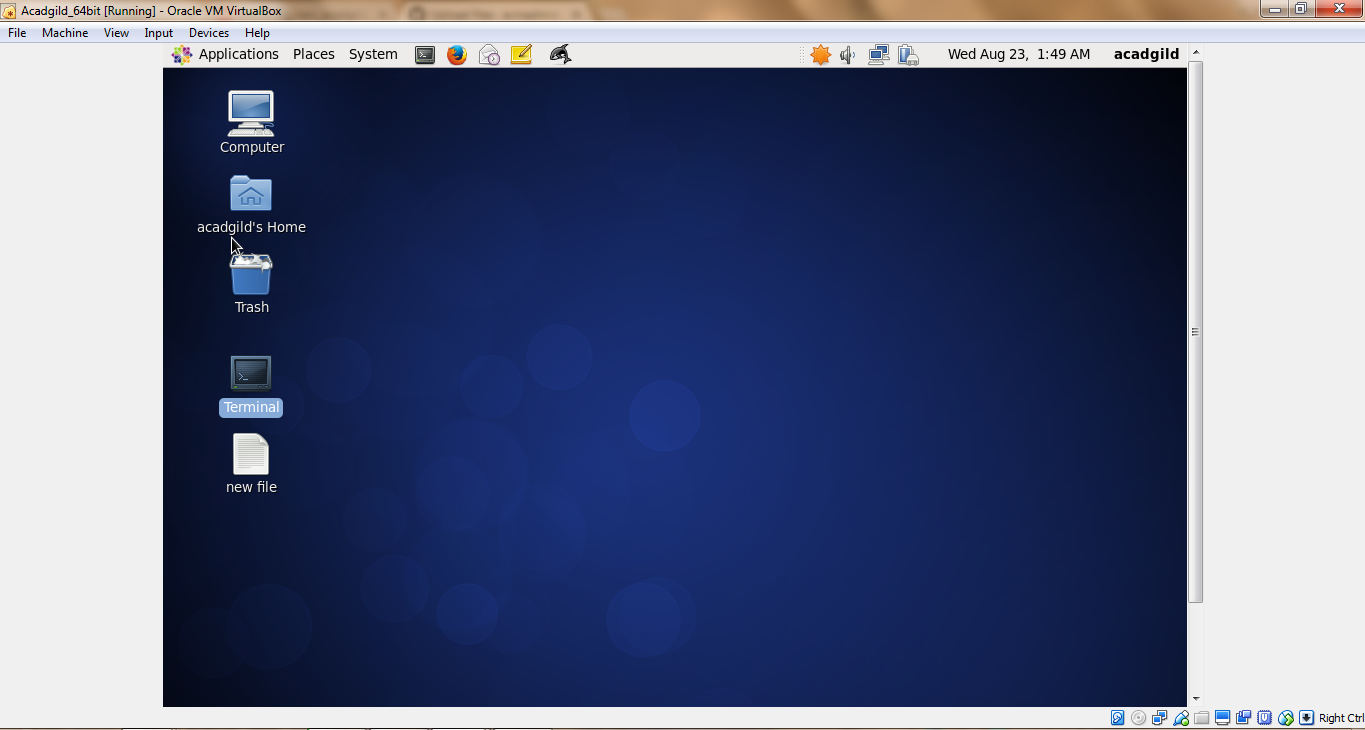 Acadgild_64bit [Running] - Oracle VM VirtualBox
File Machine View Input Devices Help
Applications Places System Wed Aug 23, 1:49 AM acadgild
Computer
acadgild's Home
Trash
Terminal
new file
Right Ctrl